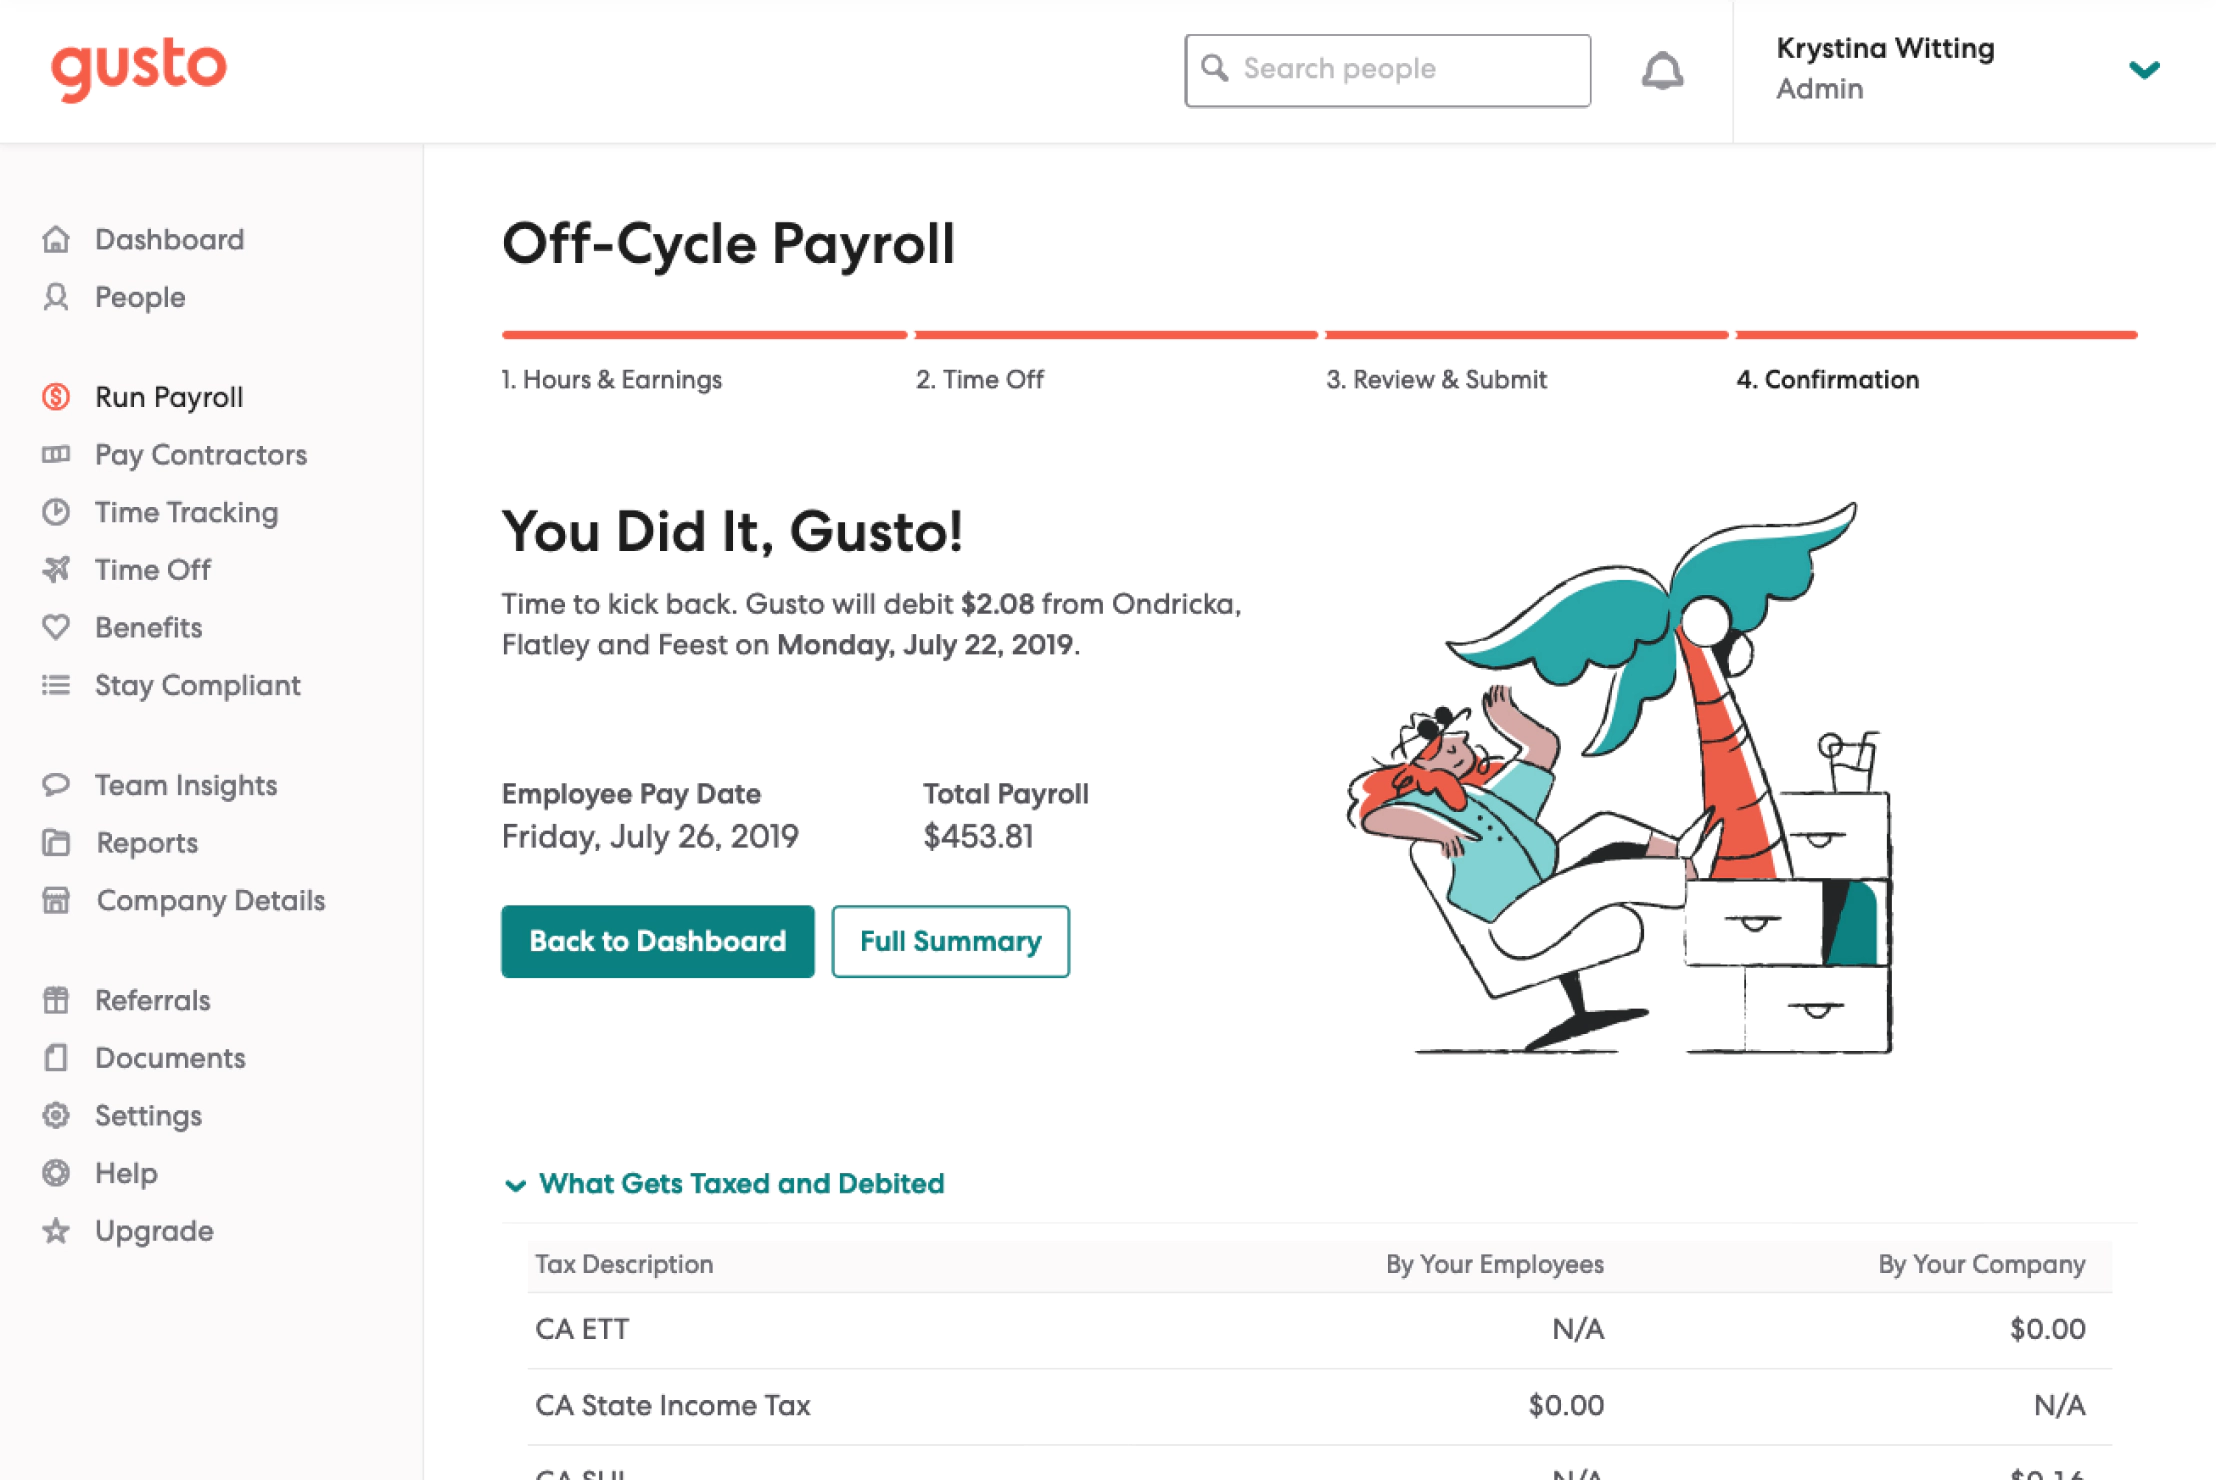 gusto
Search people
Krystina Witting
Admin
Dashboard
People
Run Payroll
Pay Contractors
Time Tracking
Time Off
Benefits
Stay Compliant
Team Insights
Reports
Company Details
Referrals
Documents
Settings
Help
Upgrade
Off-Cycle Payroll
1. Hours & Earnings
2. Time Off
3. Review & Submit
4. Confirmation
You Did It, Gusto!
Time to kick back. Gusto will debit $2.08 from Ondricka,
Flatley and Feest on Monday, July 22, 2019.
Employee Pay Date
Friday, July 26, 2019
Total Payroll
$453.81
Back to Dashboard
Full Summary
What Gets Taxed and Debited
Tax Description By Your Employees By Your Company
CA ETT N/A $0.00
CA State Income Tax $0.00 N/A
CA SUI N/A $0.16